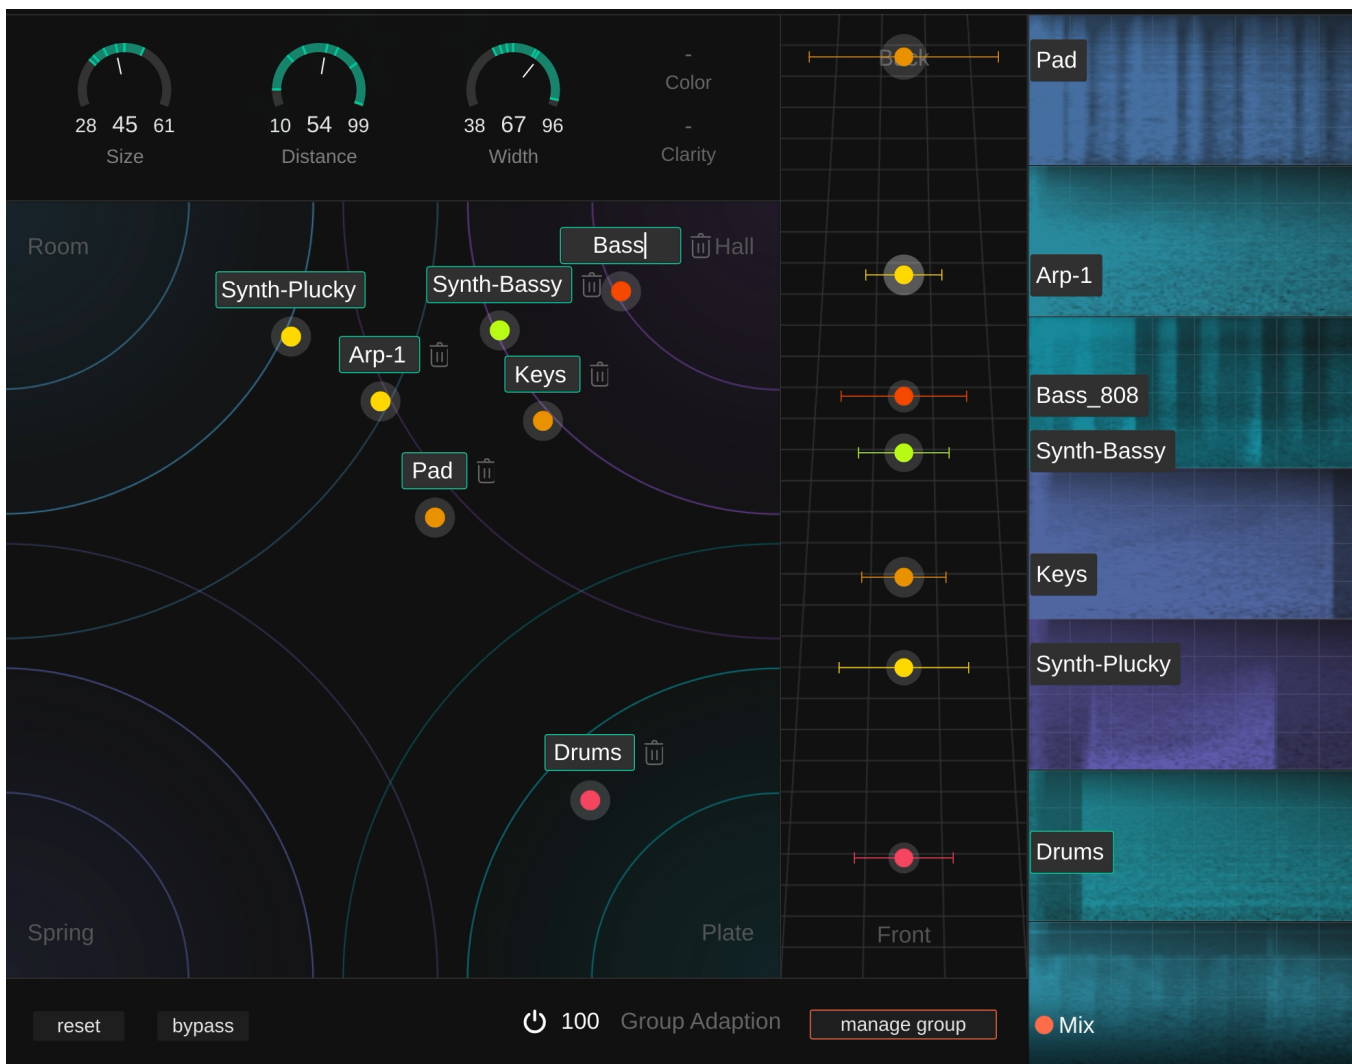 28 45 61
Size
10 54 99
Distance
38 67 96
Width
-
Color
-
Clarity
Room
Hall
Bass
Synth-Plucky
Synth-Bassy
Arp-1
Keys
Pad
Drums
Spring
Plate
Back
Front
Pad
Arp-1
Bass_808
Synth-Bassy
Keys
Synth-Plucky
Drums
Mix
reset
bypass
100 Group Adaption
manage group